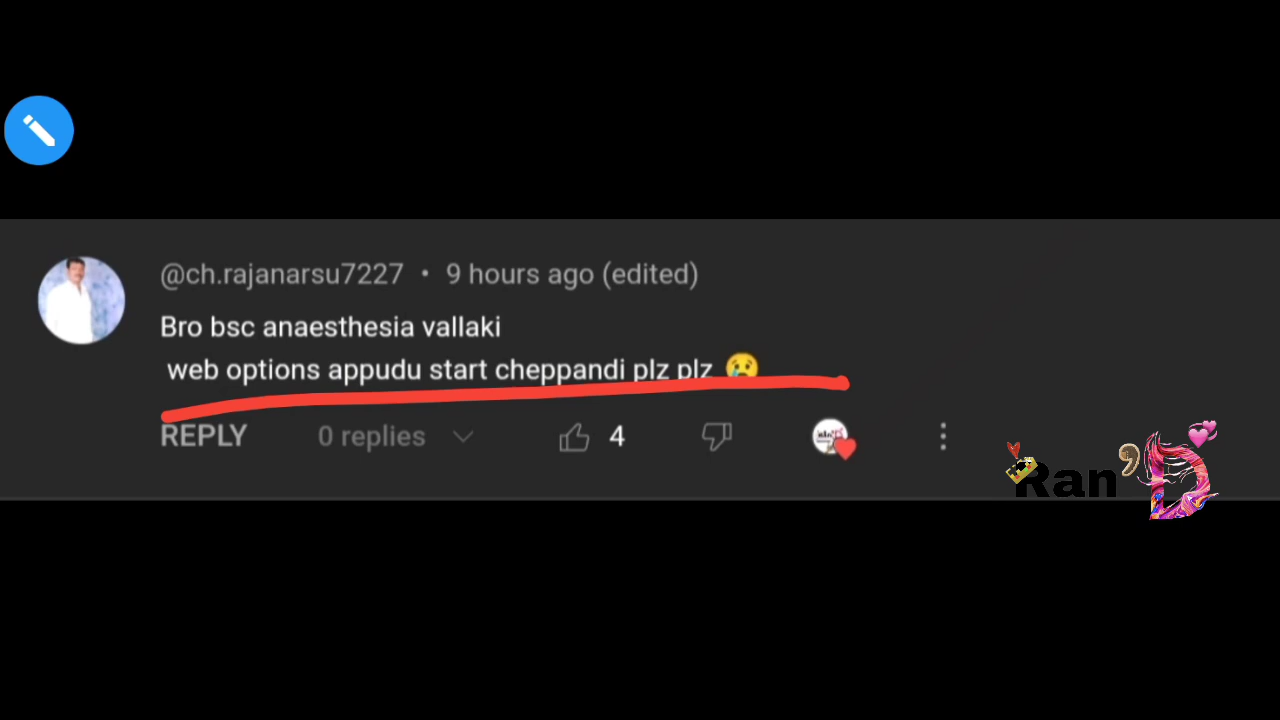 @ch.rajanarsu7227 • 9 hours ago (edited)
Bro bsc anaesthesia vallaki
web options appudu start cheppandi plz plz 😢
REPLY 0 replies 4
Ran'D